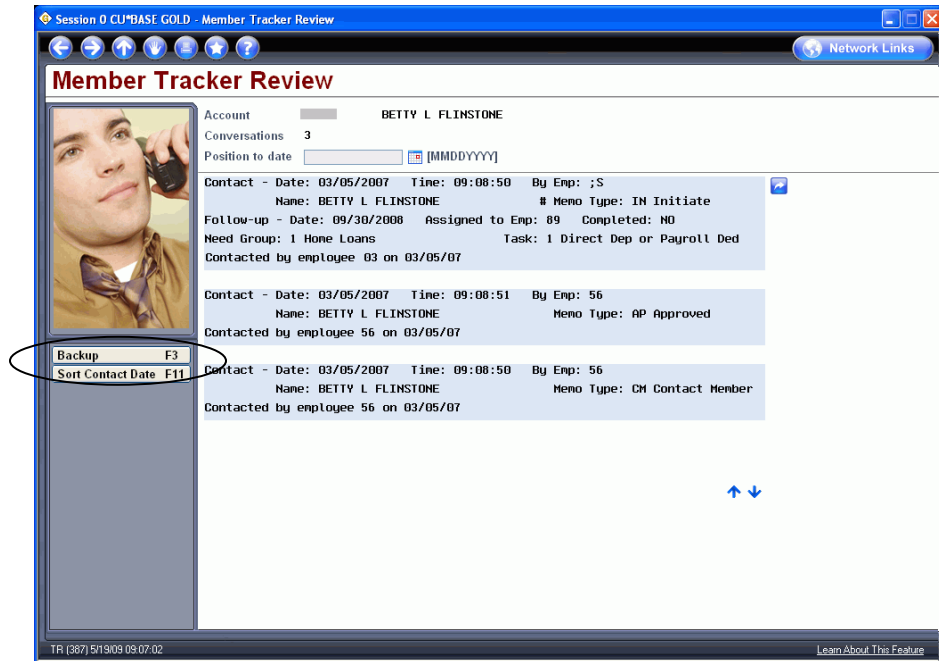 Session 0 CU*BASE GOLD - Member Tracker Review
Network Links
Member Tracker Review
Account BETTY L FLINSTONE
Conversations 3
Position to date [MMDDYYYY]
Contact - Date: 03/05/2007 Time: 09:08:50 By Emp: ;S
Name: BETTY L FLINSTONE # Memo Type: IN Initiate
Follow-up - Date: 09/30/2008 Assigned to Emp: 89 Completed: NO
Need Group: 1 Home Loans Task: 1 Direct Dep or Payroll Ded
Contacted by employee 03 on 03/05/07
Contact - Date: 03/05/2007 Time: 09:08:51 By Emp: 56
Name: BETTY L FLINSTONE Memo Type: AP Approved
Contacted by employee 56 on 03/05/07
Contact - Date: 03/05/2007 Time: 09:08:50 By Emp: 56
Name: BETTY L FLINSTONE Memo Type: CM Contact Member
Contacted by employee 56 on 03/05/07
Backup F3
Sort Contact Date F11
TR (387) 5/19/09 09:07:02
Learn About This Feature